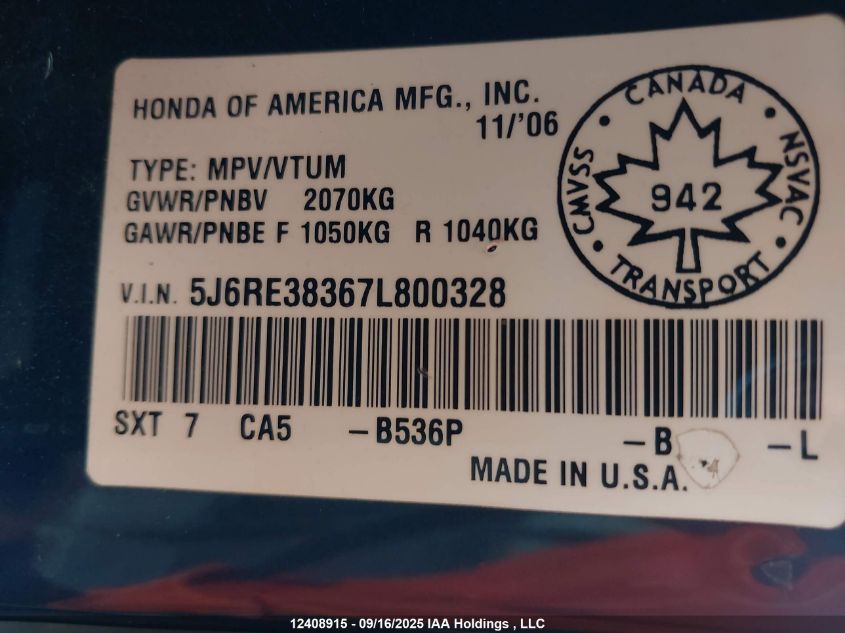 HONDA OF AMERICA MFG., INC.
11/'06
TYPE: MPV/VTUM
GVWR/PNBV 2070KG
GAWR/PNBE F 1050KG R 1040KG
V.I.N. 5J6RE38367L800328
CANADA
CMVSS
942
NSVAC
TRANSPORT
SXT 7 CA5 -B536P -B -L
MADE IN U.S.A.
12408915 - 09/16/2025 IAA Holdings , LLC